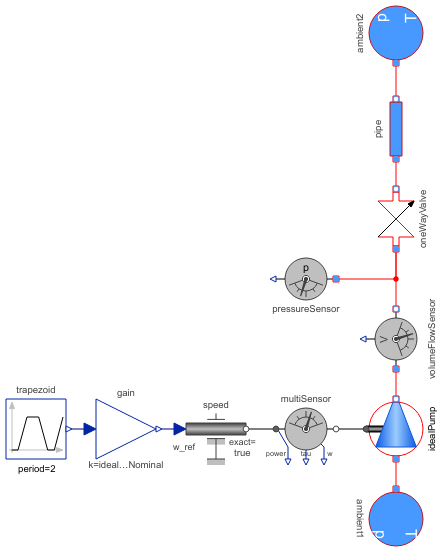 ambient2
p
T
pipe
oneWayValve
p
pressureSensor
V
volumeFlowSensor
trapezoid
gain
speed
multiSensor
idealPump
w_ref
exact=
true
power
tau
w
period=2
k=ideal...Nominal
ambient1
p
T